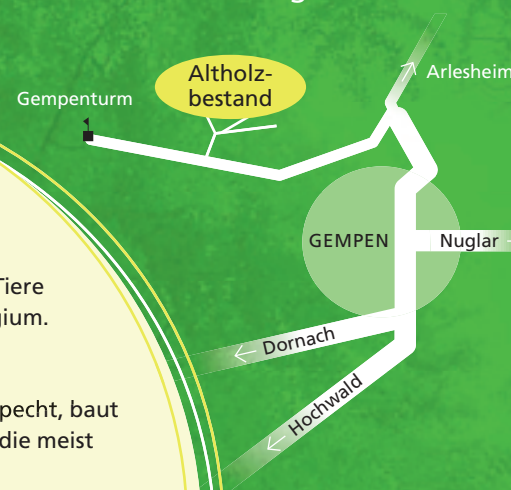 Altholz-
bestand
Gempenturm
Arlesheim
GEMPEN
Nuglar
Dornach
Hochwald
Tiere
gium.
pecht, baut
die meist